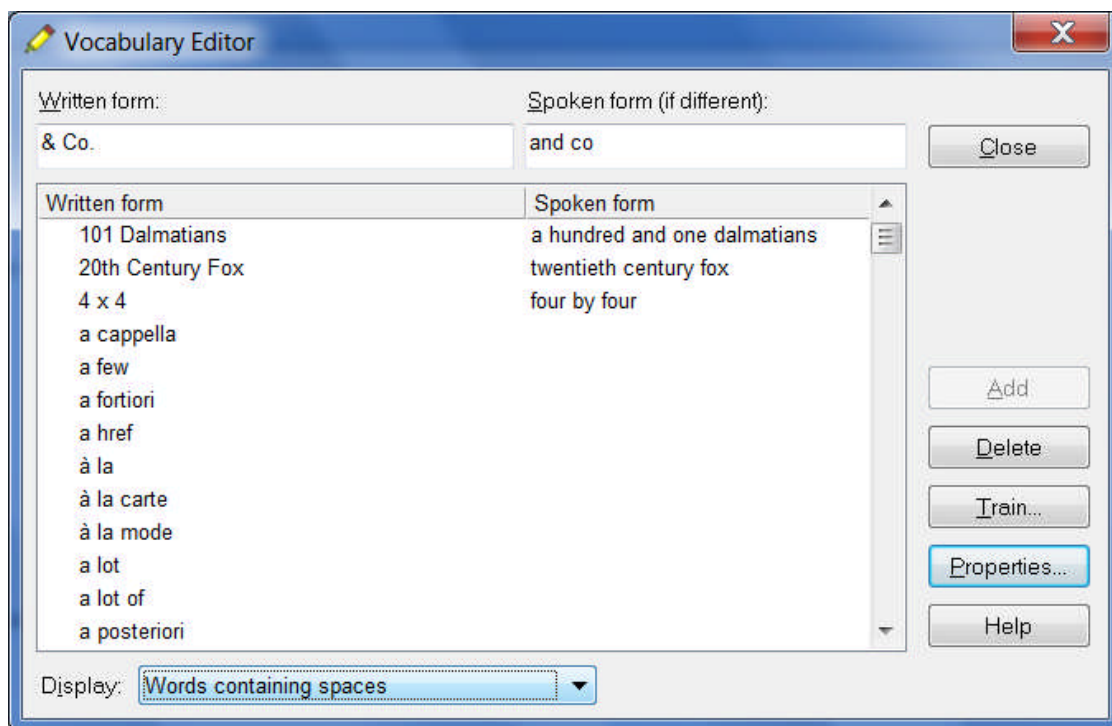 Vocabulary Editor
X
Written form: Spoken form (if different):
& Co. and co Close
Written form Spoken form
101 Dalmatians a hundred and one dalmatians
20th Century Fox twentieth century fox
4 x 4 four by four
a cappella
a few
a fortiori Add
a href
à la Delete
à la carte
à la mode Train...
a lot Properties...
a lot of
a posteriori Help
Display: Words containing spaces